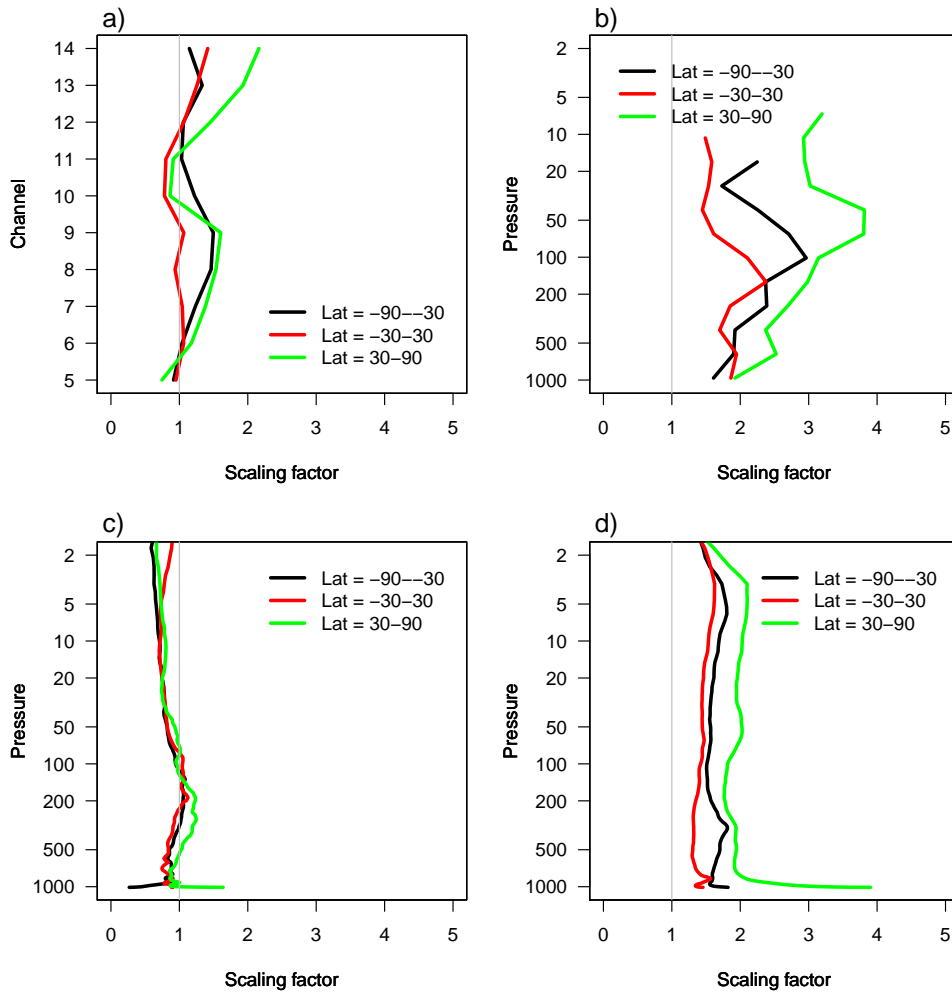 a)
14
13
12
11
10
9
8
7
6
5
Channel
0 1 2 3 4 5
Scaling factor
Lat = −90−−30
Lat = −30−30
Lat = 30−90
b)
2
5
10
20
50
100
200
500
1000
Pressure
0 1 2 3 4 5
Scaling factor
Lat = −90−−30
Lat = −30−30
Lat = 30−90
c)
2
5
10
20
50
100
200
500
1000
Pressure
0 1 2 3 4 5
Scaling factor
Lat = −90−−30
Lat = −30−30
Lat = 30−90
d)
2
5
10
20
50
100
200
500
1000
Pressure
0 1 2 3 4 5
Scaling factor
Lat = −90−−30
Lat = −30−30
Lat = 30−90